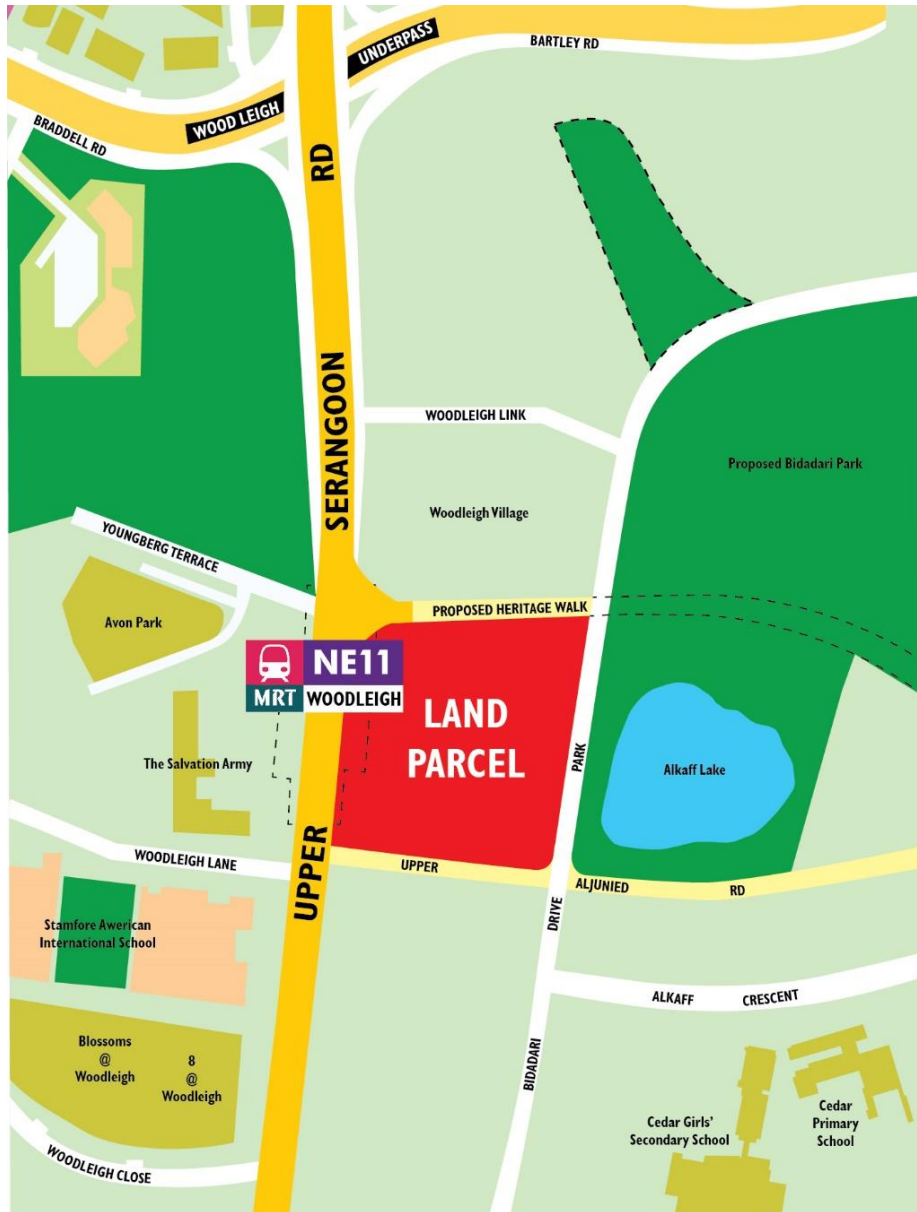 UNDERPASS
BARTLEY RD
WOOD LEIGH
BRADDELL RD
UPPER SERANGOON RD
WOODLEIGH LINK
Proposed Bidadari Park
Woodleigh Village
YOUNGBERG TERRACE
PROPOSED HERITAGE WALK
Avon Park
NE11
MRT WOODLEIGH
LAND
PARCEL
The Salvation Army
Alkaff Lake
BIDADARI PARK DRIVE
WOODLEIGH LANE
UPPER ALJUNIED RD
Stamfore Awerican
International School
ALKAFF CRESCENT
Blossoms
@
Woodleigh
8
@
Woodleigh
Cedar Girls'
Secondary School
Cedar
Primary
School
WOODLEIGH CLOSE